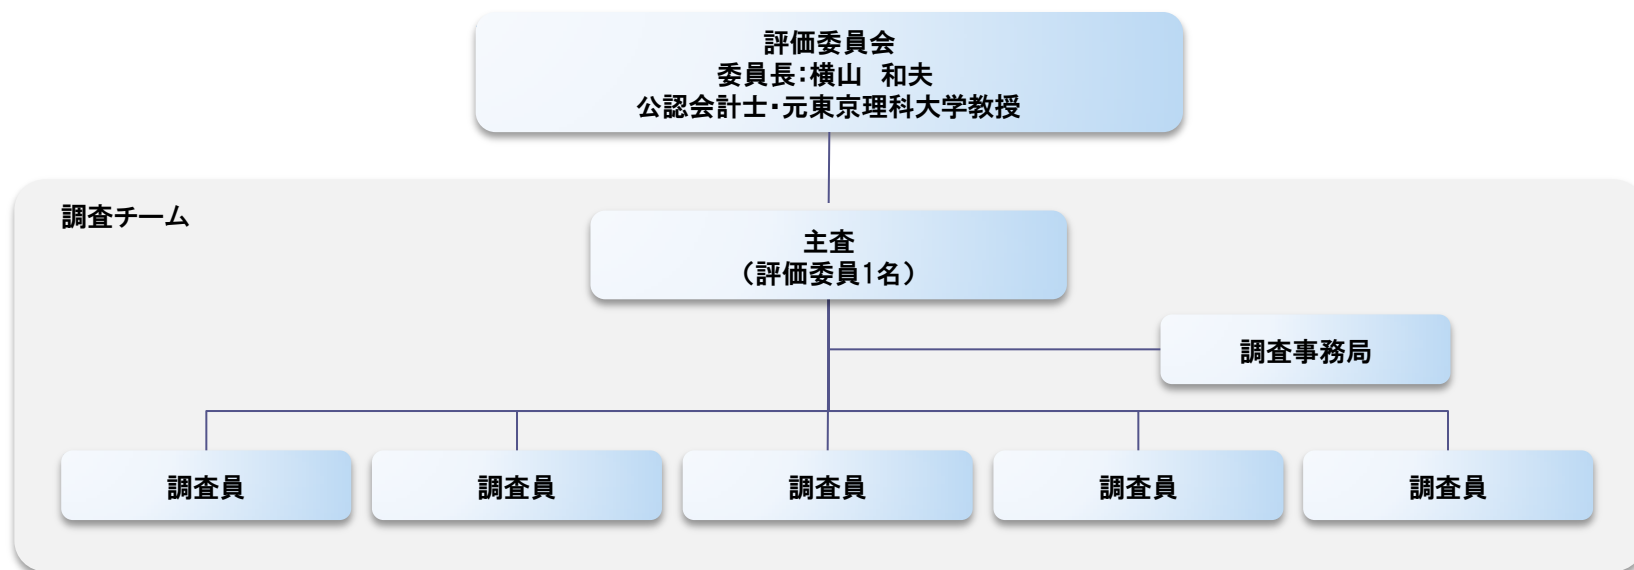 評価委員会
委員長：横山　和夫
公認会計士・元東京理科大学教授
調査チーム
主査
（評価委員1名）
調査事務局
調査員
調査員
調査員
調査員
調査員